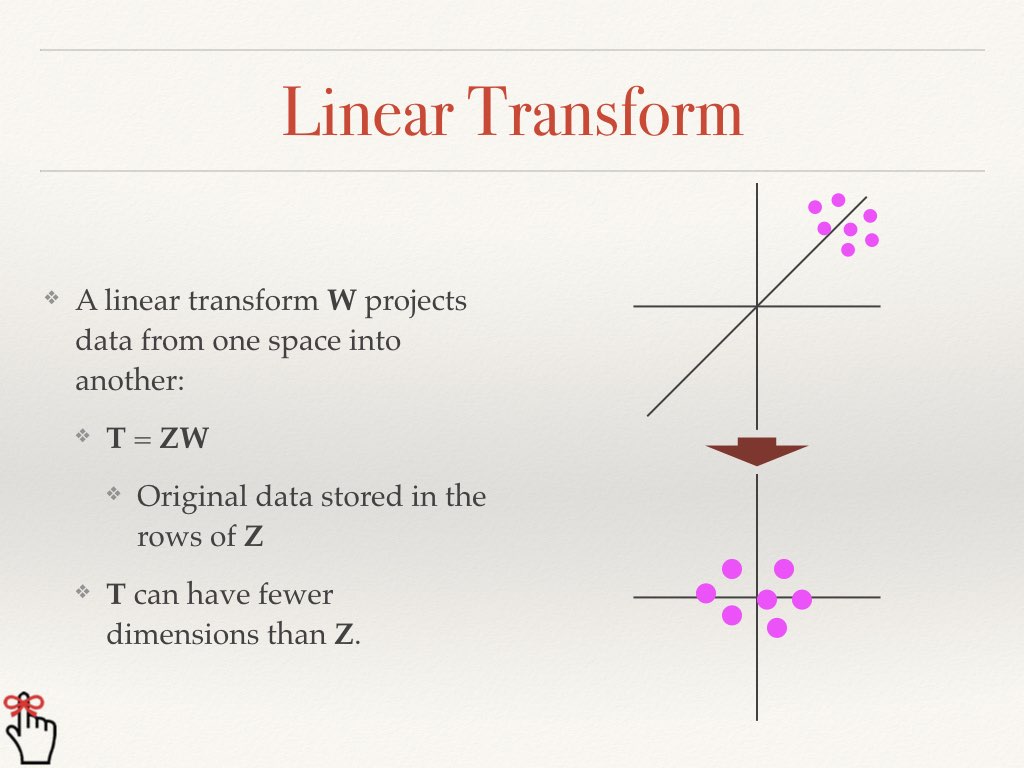 Linear Transform
A linear transform W projects
data from one space into
another:
T = ZW
Original data stored in the
rows of Z
T can have fewer
dimensions than Z.